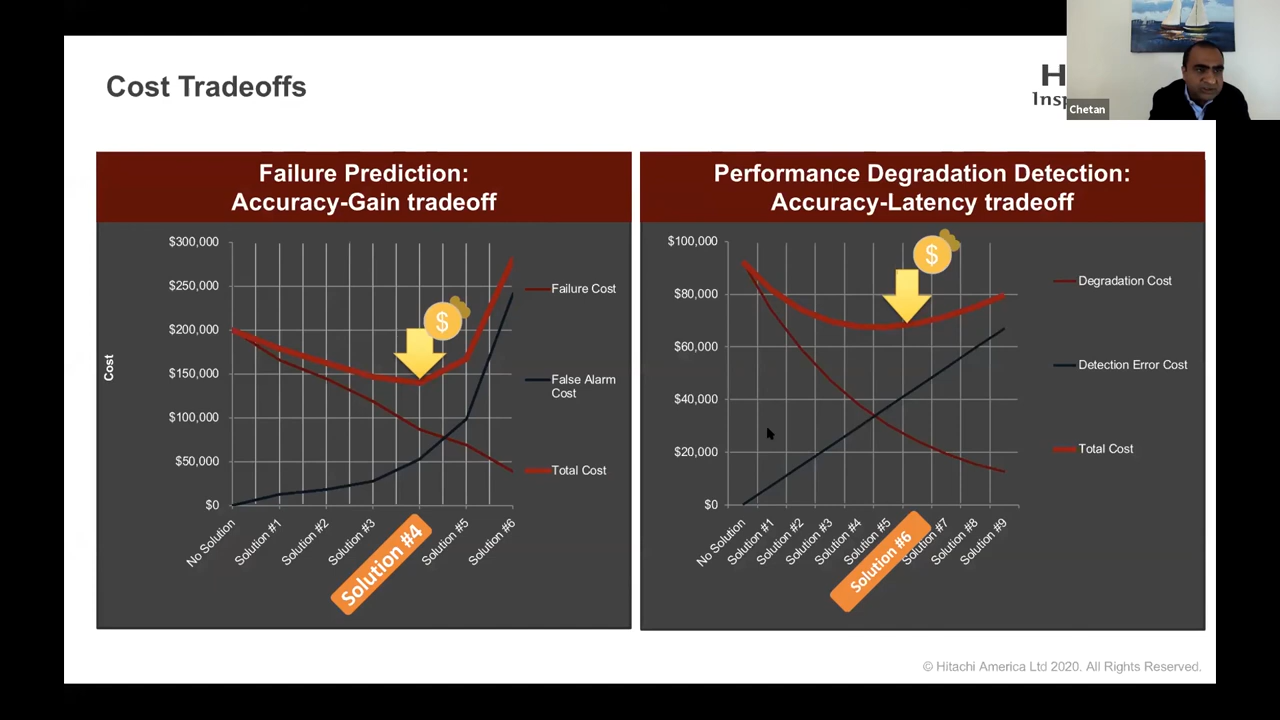 Cost Tradeoffs
Chetan
Failure Prediction:
Accuracy-Gain tradeoff
$300,000
$250,000
$200,000
$150,000
$100,000
$50,000
$0
Cost
No Solution
Solution #1
Solution #2
Solution #3
Solution #4
Solution #5
Solution #6
$
Failure Cost
False Alarm
Cost
Total Cost
Performance Degradation Detection:
Accuracy-Latency tradeoff
$100,000
$80,000
$60,000
$40,000
$20,000
$0
No Solution
Solution #1
Solution #2
Solution #3
Solution #4
Solution #5
Solution #6
Solution #7
Solution #8
Solution #9
$
Degradation Cost
Detection Error Cost
Total Cost
© Hitachi America Ltd 2020. All Rights Reserved.